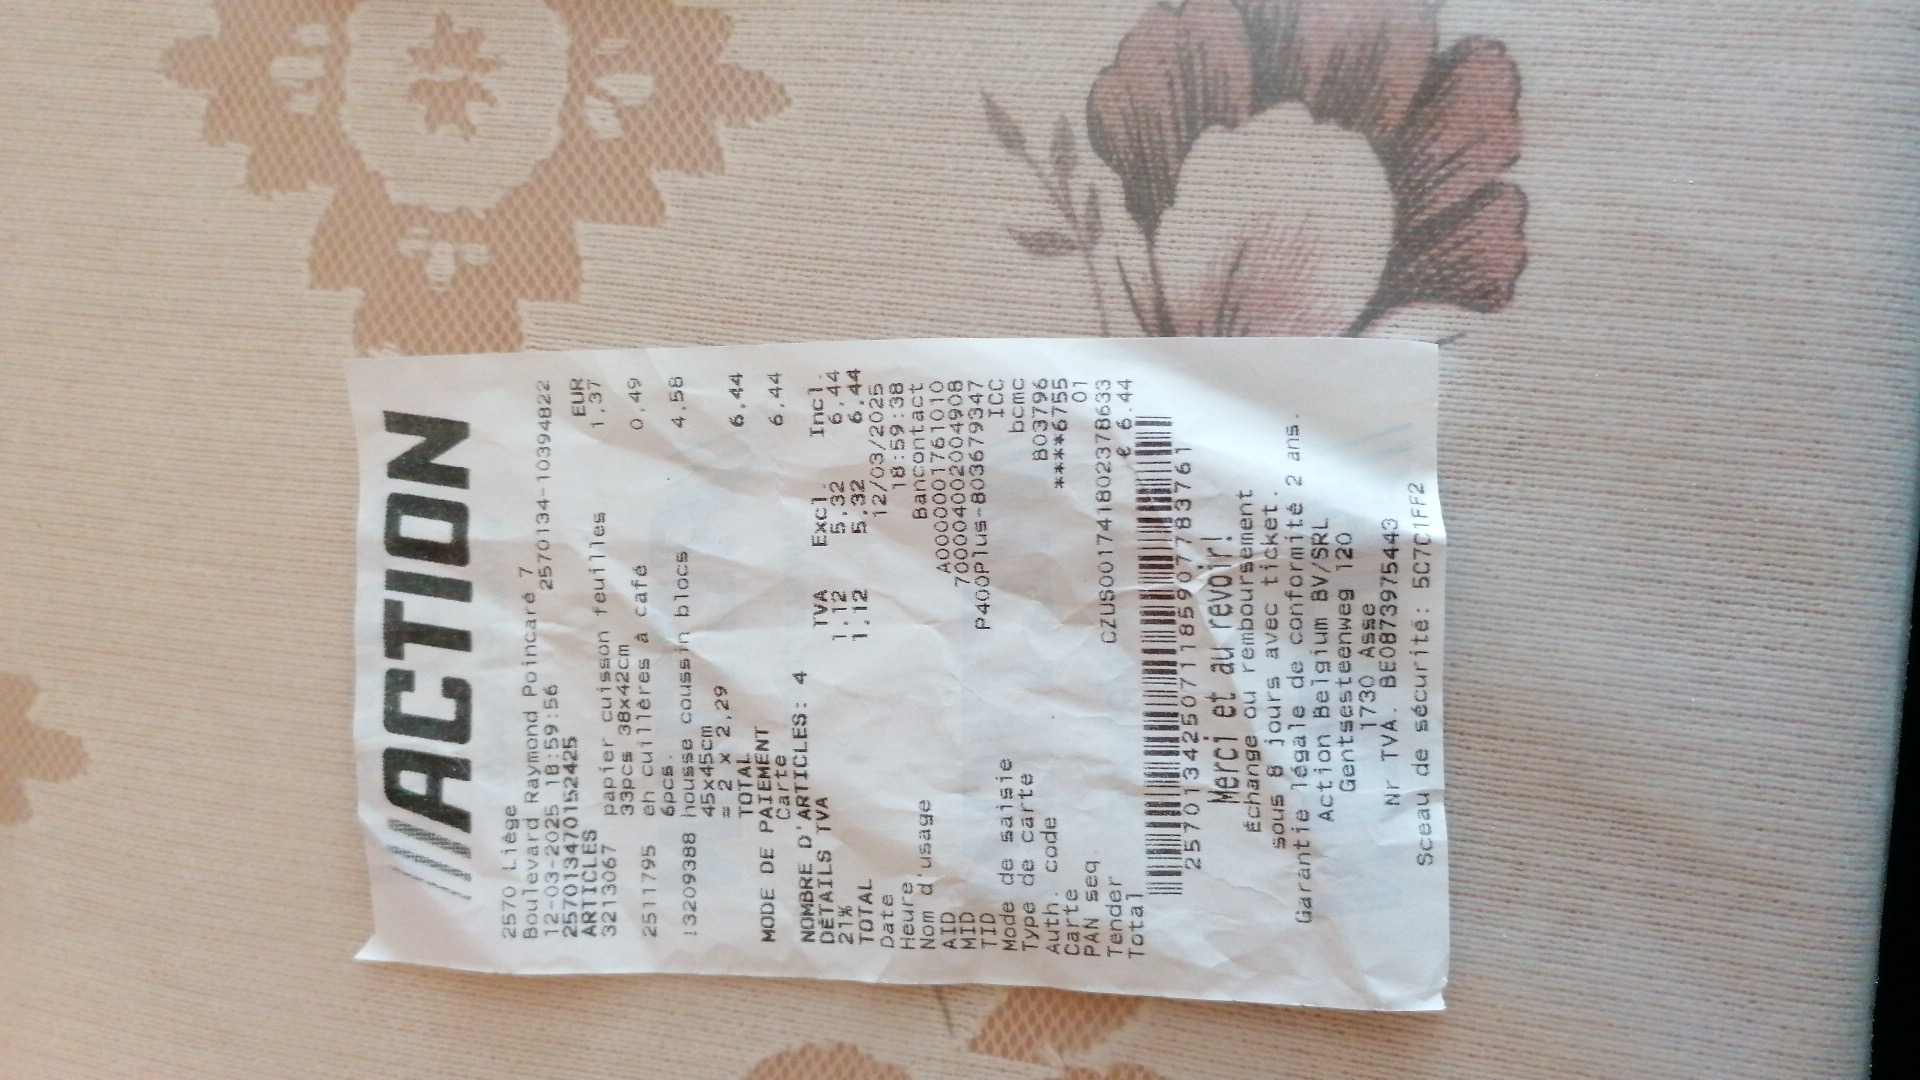 ACTION
2570 Liège
Boulevard Raymond Poincaré 7
12-03-2025 18:59:56 2570134-10394822
257013470152425
ARTICLES EUR
3213067 papier cuisson feuilles 1,37
33pcs 38x42cm
2511795 eh cuillères à café 0,49
6pcs.
13209388 housse coussin blocs 4,58
45x45cm
= 2 x 2,29
TOTAL 6,44
MODE DE PAIEMENT
Carte 6,44
NOMBRE D'ARTICLES: 4
DÉTAILS TVA TVA Excl. Incl.
21% 1.12 5,32 6,44
TOTAL 1.12 5,32 6,44
Date 12/03/2025
Heure 18:59:38
Nom d'usage Bancontact
AID A0000001761010
MID 700004002004908
TID P400Plus-803679347
Mode de saisie ICC
Type de carte bcmc
Auth. code B03796
Carte ****6755
PAN seq. 01
Tender CZUS001741802378633
Total € 6.44
2570134250711859077783761
Merci et au revoir!
Échange ou remboursement
sous 8 jours avec ticket.
Garantie légale de conformité 2 ans.
Action Belgium BV/SRL
Gentsesteenweg 120
1730 Asse
Nr TVA. BE0873975443
Sceau de sécurité: 5C7C1FF2